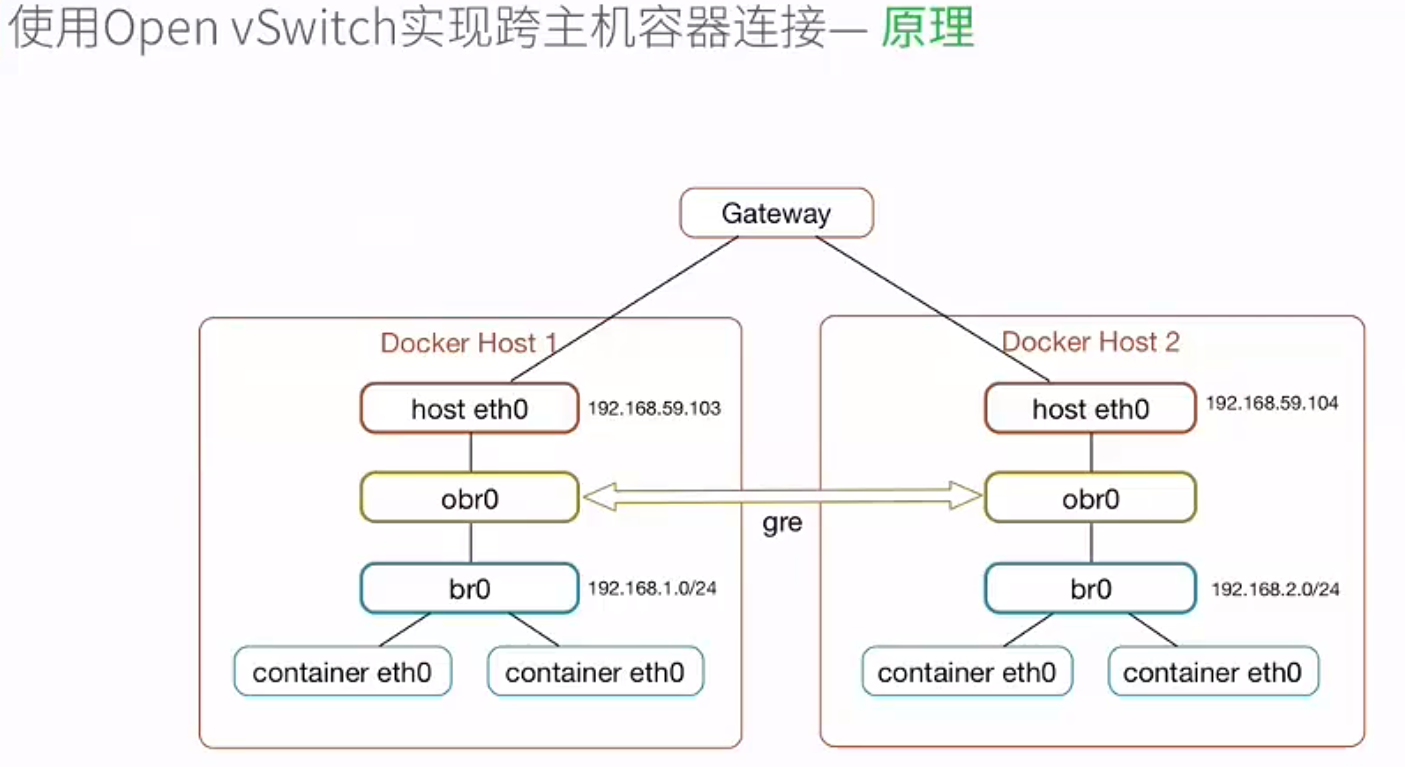 使用Open vSwitch实现跨主机容器连接— 原理
Gateway
Docker Host 1
Docker Host 2
host eth0
192.168.59.103
host eth0
192.168.59.104
obr0
obr0
gre
br0
192.168.1.0/24
br0
192.168.2.0/24
container eth0
container eth0
container eth0
container eth0